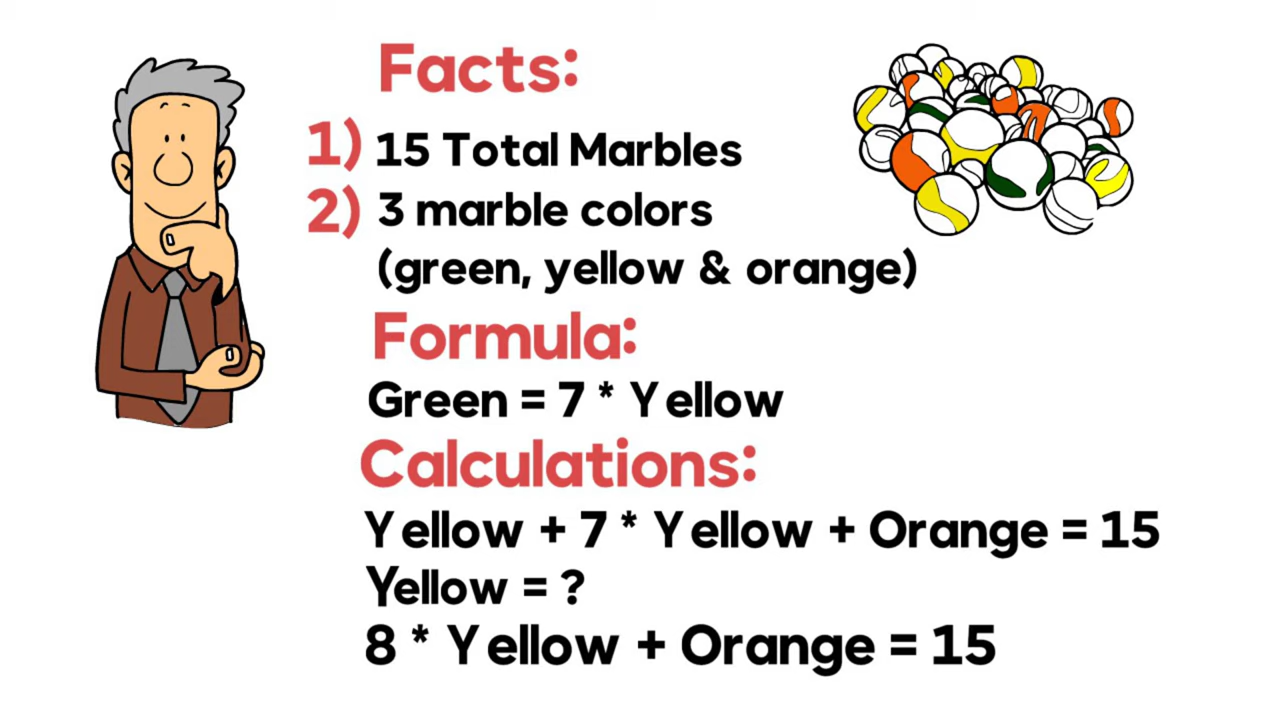 Facts:
1) 15 Total Marbles
2) 3 marble colors
(green, yellow & orange)
Formula:
Green = 7 * Yellow
Calculations:
Yellow + 7 * Yellow + Orange = 15
Yellow = ?
8 * Yellow + Orange = 15